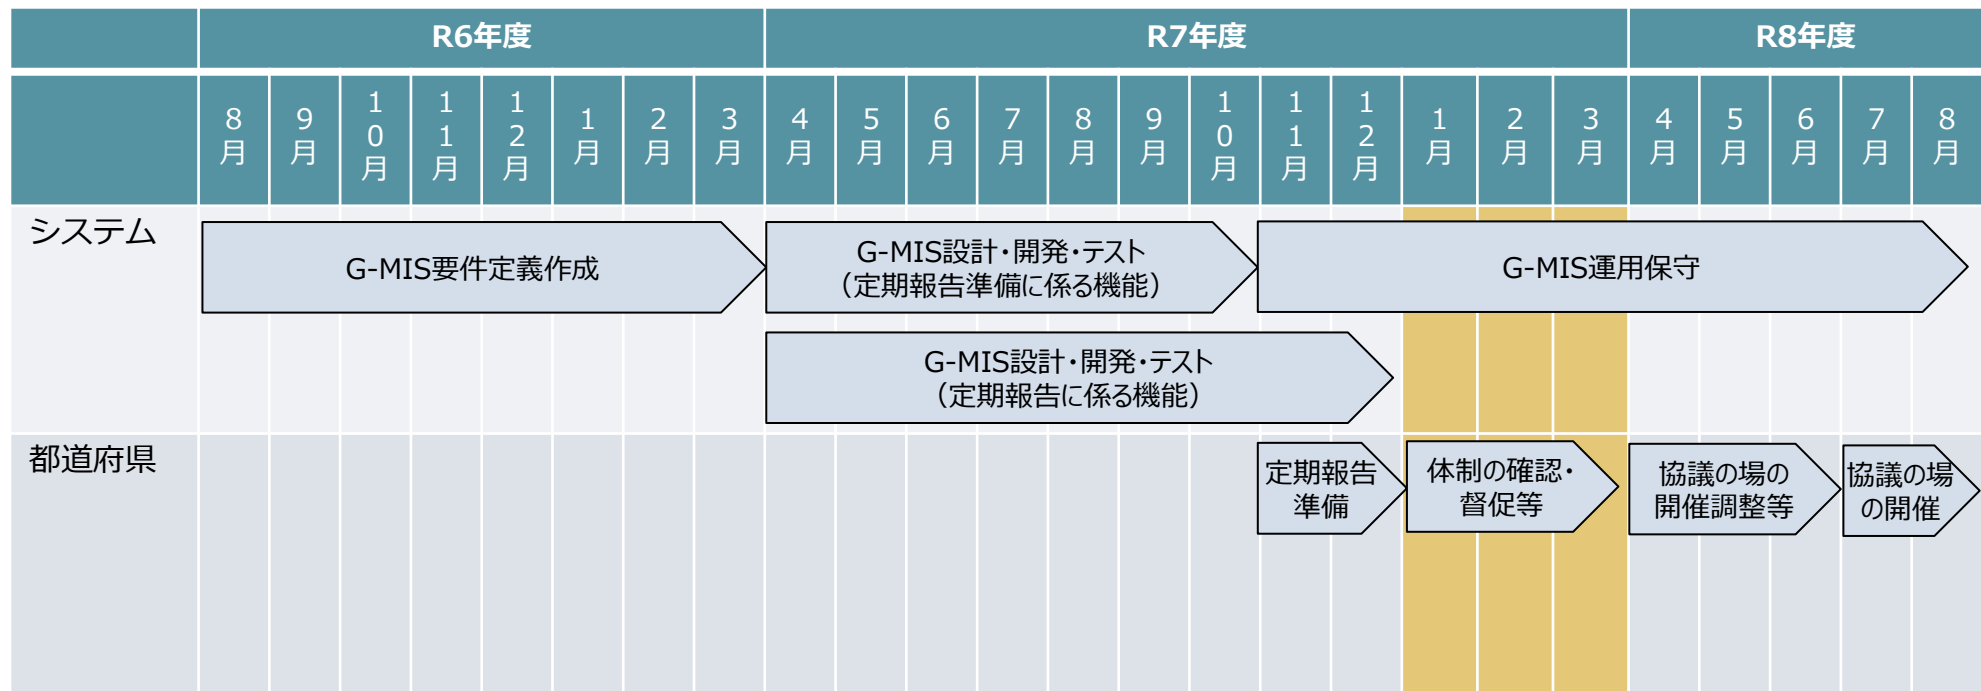 R6年度 R7年度 R8年度
8月 9月 10月 11月 12月 1月 2月 3月 4月 5月 6月 7月 8月 9月 10月 11月 12月 1月 2月 3月 4月 5月 6月 7月 8月
システム
G-MIS要件定義作成
G-MIS設計・開発・テスト
（定期報告準備に係る機能）
G-MIS運用保守
G-MIS設計・開発・テスト
（定期報告に係る機能）
都道府県
定期報告
準備
体制の確認・
督促等
協議の場の
開催調整等
協議の場
の開催